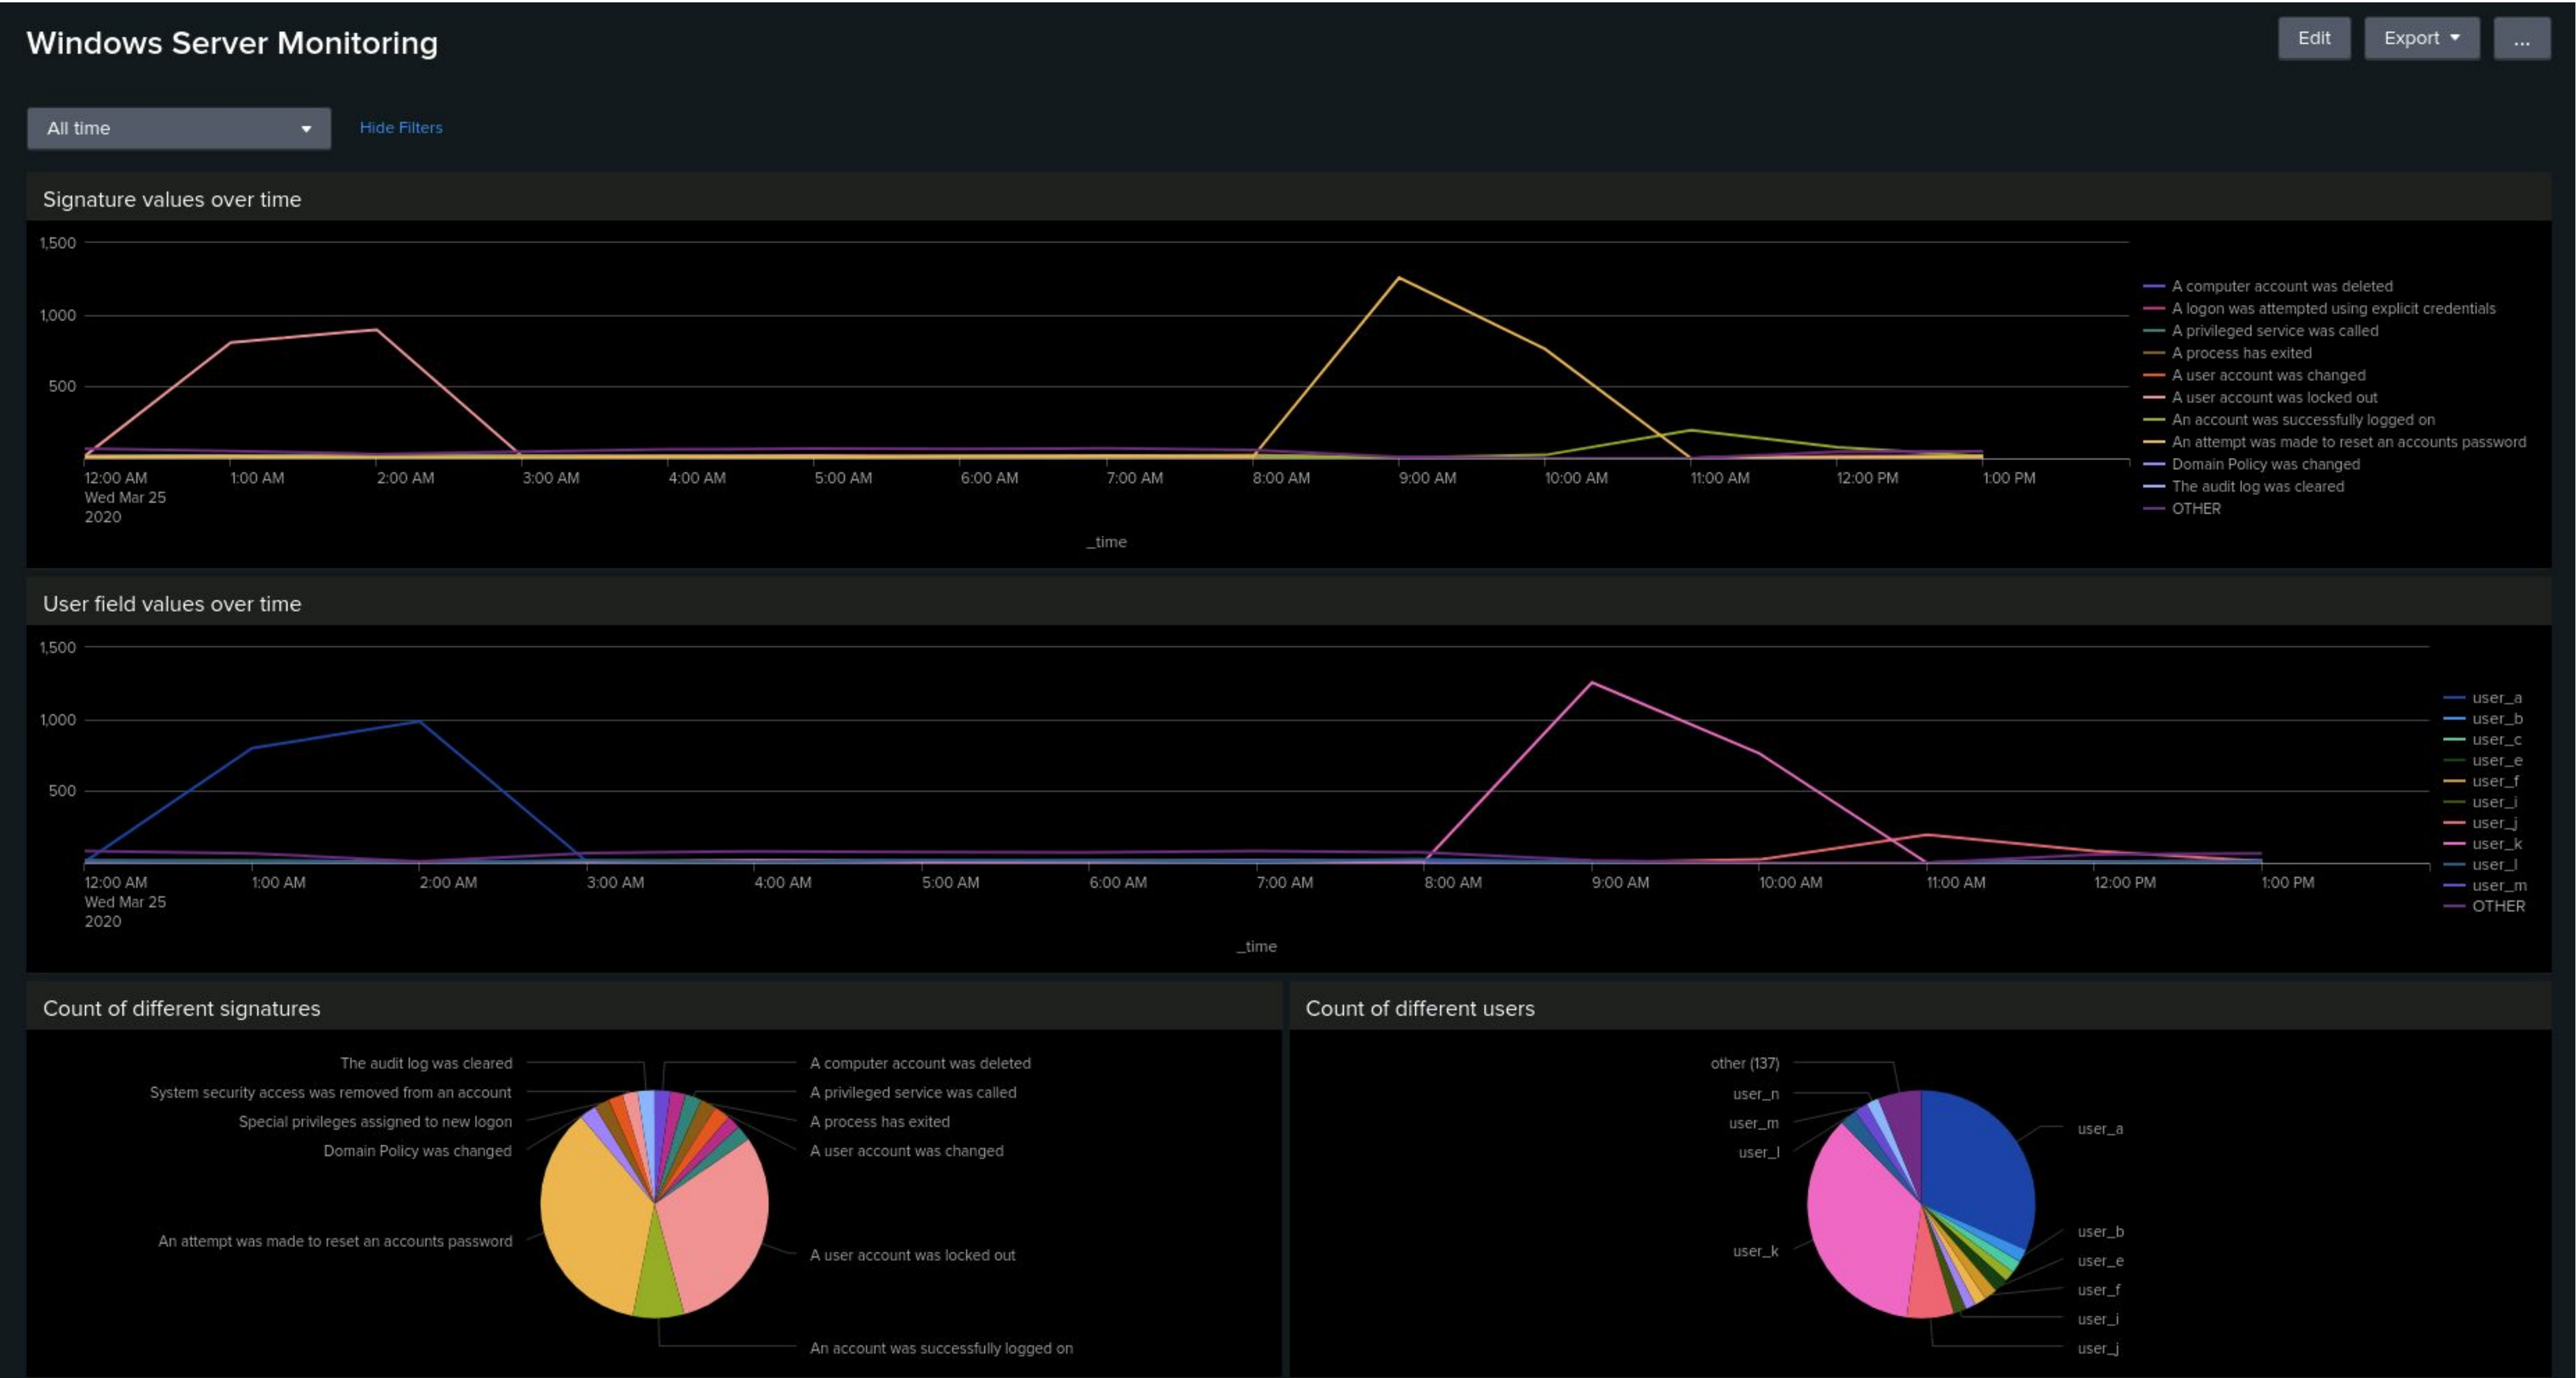 Windows Server Monitoring
Edit
Export
...
All time
Hide Filters
Signature values over time
1,500
1,000
500
12:00 AM
Wed Mar 25
2020
1:00 AM
2:00 AM
3:00 AM
4:00 AM
5:00 AM
6:00 AM
7:00 AM
8:00 AM
9:00 AM
10:00 AM
11:00 AM
12:00 PM
1:00 PM
_time
A computer account was deleted
A logon was attempted using explicit credentials
A privileged service was called
A process has exited
A user account was changed
A user account was locked out
An account was successfully logged on
An attempt was made to reset an accounts password
Domain Policy was changed
The audit log was cleared
OTHER
User field values over time
1,500
1,000
500
12:00 AM
Wed Mar 25
2020
1:00 AM
2:00 AM
3:00 AM
4:00 AM
5:00 AM
6:00 AM
7:00 AM
8:00 AM
9:00 AM
10:00 AM
11:00 AM
12:00 PM
1:00 PM
_time
user_a
user_b
user_c
user_e
user_f
user_i
user_j
user_k
user_l
user_m
OTHER
Count of different signatures
The audit log was cleared
System security access was removed from an account
Special privileges assigned to new logon
Domain Policy was changed
An attempt was made to reset an accounts password
A computer account was deleted
A privileged service was called
A process has exited
A user account was changed
A user account was locked out
An account was successfully logged on
Count of different users
other (137)
user_n
user_m
user_l
user_k
user_a
user_b
user_e
user_f
user_i
user_j